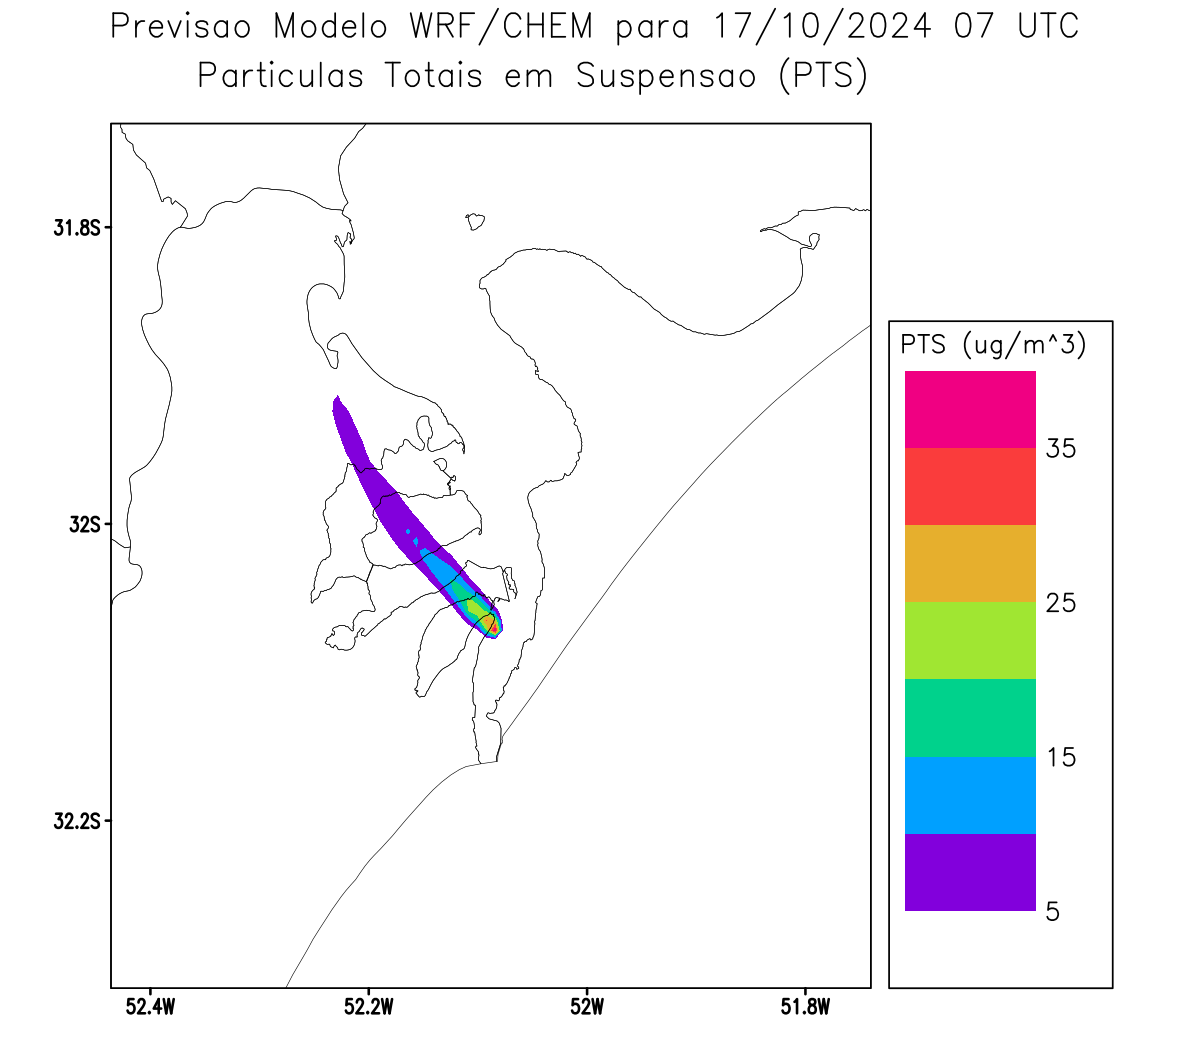 Previsao Modelo WRF/CHEM para 17/10/2024 07 UTC
Particulas Totais em Suspensao (PTS)
31.8S
32S
32.2S
52.4W
52.2W
52W
51.8W
PTS (ug/m^3)
35
25
15
5